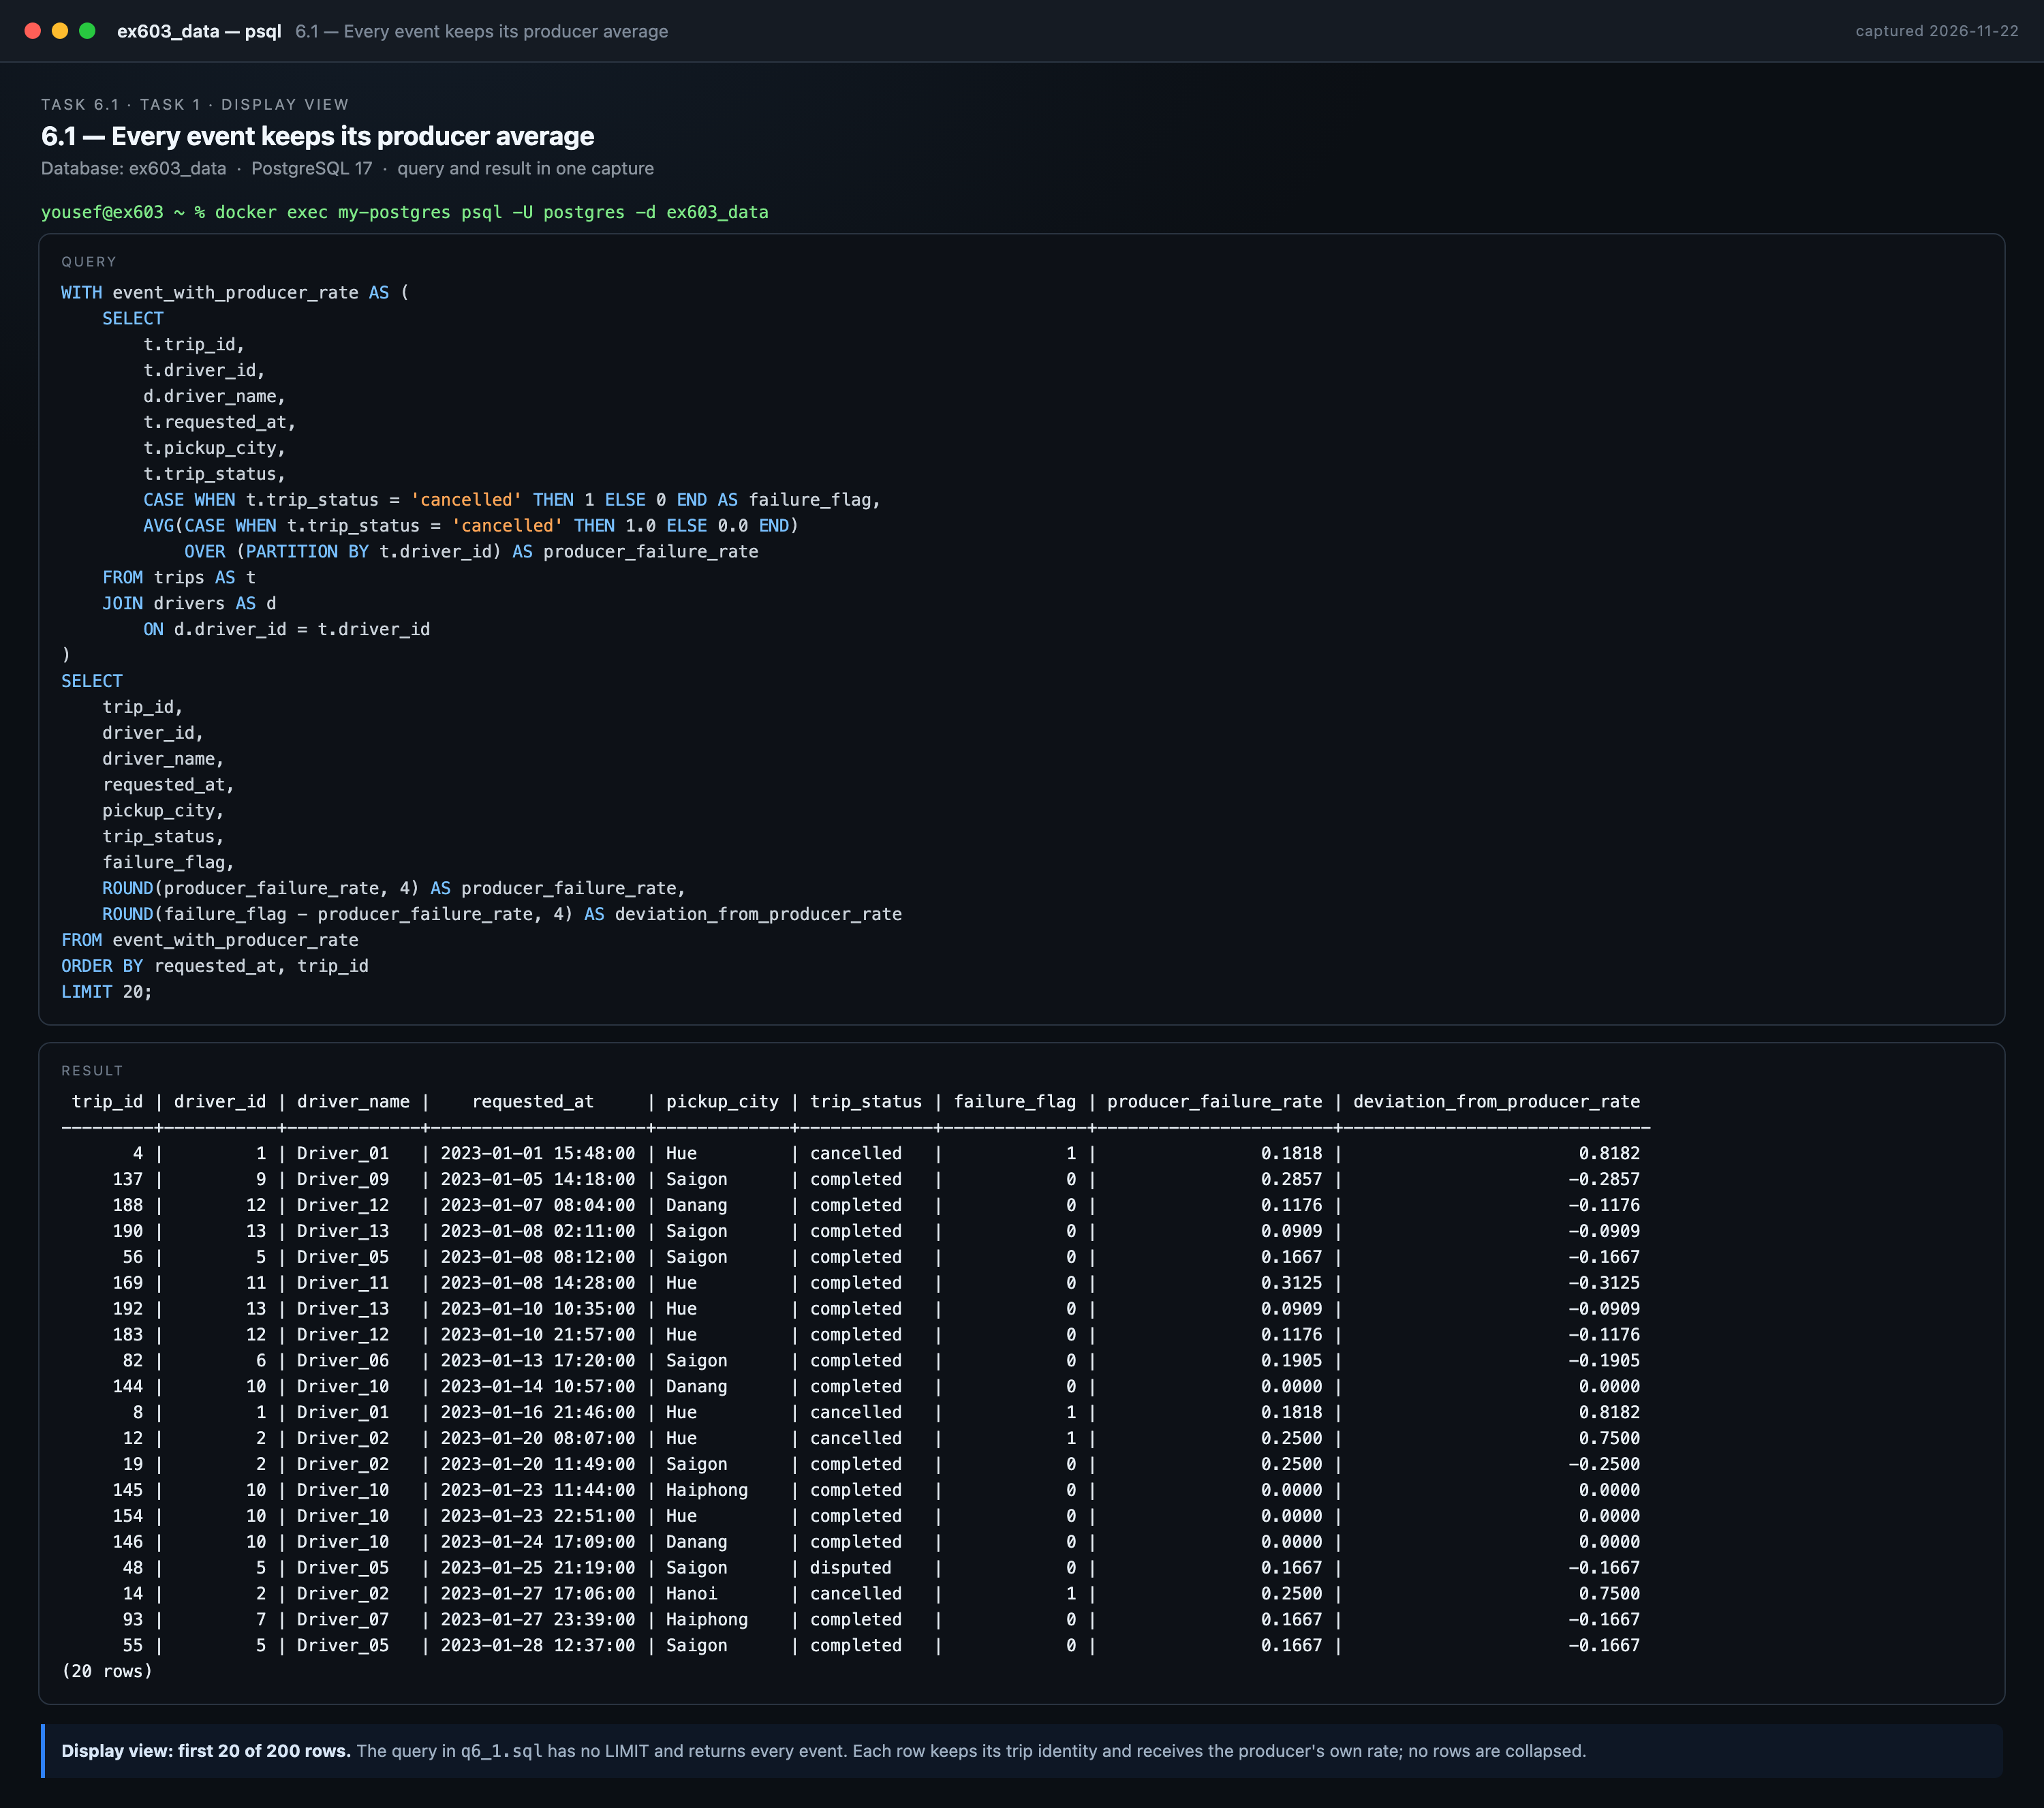 ex603_data — psql 6.1 — Every event keeps its producer average captured 2026-11-22
TASK 6.1 · TASK 1 · DISPLAY VIEW
6.1 — Every event keeps its producer average
Database: ex603_data · PostgreSQL 17 · query and result in one capture
yousef@ex603 ~ % docker exec my-postgres psql -U postgres -d ex603_data
QUERY
WITH event_with_producer_rate AS (
    SELECT
        t.trip_id,
        t.driver_id,
        d.driver_name,
        t.requested_at,
        t.pickup_city,
        t.trip_status,
        CASE WHEN t.trip_status = 'cancelled' THEN 1 ELSE 0 END AS failure_flag,
        AVG(CASE WHEN t.trip_status = 'cancelled' THEN 1.0 ELSE 0.0 END)
            OVER (PARTITION BY t.driver_id) AS producer_failure_rate
    FROM trips AS t
    JOIN drivers AS d
        ON d.driver_id = t.driver_id
)
SELECT
    trip_id,
    driver_id,
    driver_name,
    requested_at,
    pickup_city,
    trip_status,
    failure_flag,
    ROUND(producer_failure_rate, 4) AS producer_failure_rate,
    ROUND(failure_flag - producer_failure_rate, 4) AS deviation_from_producer_rate
FROM event_with_producer_rate
ORDER BY requested_at, trip_id
LIMIT 20;
RESULT
 trip_id | driver_id | driver_name |    requested_at     | pickup_city | trip_status | failure_flag | producer_failure_rate | deviation_from_producer_rate
---------+-----------+-------------+---------------------+-------------+-------------+--------------+-----------------------+------------------------------
       4 |         1 | Driver_01   | 2023-01-01 15:48:00 | Hue         | cancelled   |            1 |                0.1818 |                       0.8182
     137 |         9 | Driver_09   | 2023-01-05 14:18:00 | Saigon      | completed   |            0 |                0.2857 |                      -0.2857
     188 |        12 | Driver_12   | 2023-01-07 08:04:00 | Danang      | completed   |            0 |                0.1176 |                      -0.1176
     190 |        13 | Driver_13   | 2023-01-08 02:11:00 | Saigon      | completed   |            0 |                0.0909 |                      -0.0909
      56 |         5 | Driver_05   | 2023-01-08 08:12:00 | Saigon      | completed   |            0 |                0.1667 |                      -0.1667
     169 |        11 | Driver_11   | 2023-01-08 14:28:00 | Hue         | completed   |            0 |                0.3125 |                      -0.3125
     192 |        13 | Driver_13   | 2023-01-10 10:35:00 | Hue         | completed   |            0 |                0.0909 |                      -0.0909
     183 |        12 | Driver_12   | 2023-01-10 21:57:00 | Hue         | completed   |            0 |                0.1176 |                      -0.1176
      82 |         6 | Driver_06   | 2023-01-13 17:20:00 | Saigon      | completed   |            0 |                0.1905 |                      -0.1905
     144 |        10 | Driver_10   | 2023-01-14 10:57:00 | Danang      | completed   |            0 |                0.0000 |                       0.0000
       8 |         1 | Driver_01   | 2023-01-16 21:46:00 | Hue         | cancelled   |            1 |                0.1818 |                       0.8182
      12 |         2 | Driver_02   | 2023-01-20 08:07:00 | Hue         | cancelled   |            1 |                0.2500 |                       0.7500
      19 |         2 | Driver_02   | 2023-01-20 11:49:00 | Saigon      | completed   |            0 |                0.2500 |                      -0.2500
     145 |        10 | Driver_10   | 2023-01-23 11:44:00 | Haiphong    | completed   |            0 |                0.0000 |                       0.0000
     154 |        10 | Driver_10   | 2023-01-23 22:51:00 | Hue         | completed   |            0 |                0.0000 |                       0.0000
     146 |        10 | Driver_10   | 2023-01-24 17:09:00 | Danang      | completed   |            0 |                0.0000 |                       0.0000
      48 |         5 | Driver_05   | 2023-01-25 21:19:00 | Saigon      | disputed    |            0 |                0.1667 |                      -0.1667
      14 |         2 | Driver_02   | 2023-01-27 17:06:00 | Hanoi       | cancelled   |            1 |                0.2500 |                       0.7500
      93 |         7 | Driver_07   | 2023-01-27 23:39:00 | Haiphong    | completed   |            0 |                0.1667 |                      -0.1667
      55 |         5 | Driver_05   | 2023-01-28 12:37:00 | Saigon      | completed   |            0 |                0.1667 |                      -0.1667
(20 rows)
Display view: first 20 of 200 rows. The query in q6_1.sql has no LIMIT and returns every event. Each row keeps its trip identity and receives the producer's own rate; no rows are collapsed.